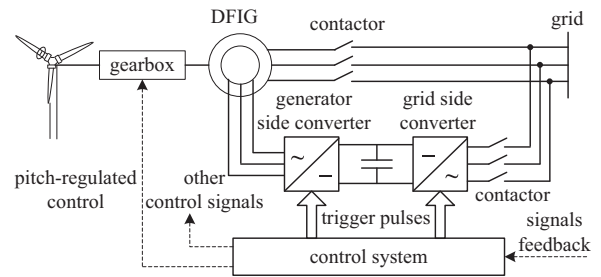 DFIG
contactor
grid
gearbox
generator
side converter
grid side
converter
~
−
−
~
pitch-regulated
control
other
control signals
trigger pulses
contactor
signals
feedback
control system